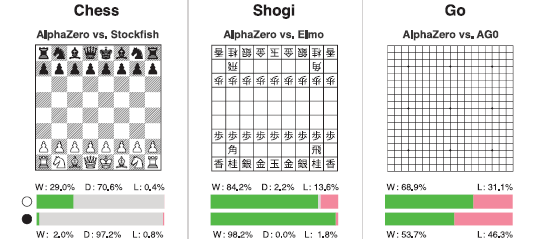 Chess
AlphaZero vs. Stockfish
W: 29.0% D: 70.6% L: 0.4%
W: 2.0% D: 97.2% L: 0.8%
Shogi
AlphaZero vs. Elmo
香桂銀金玉金銀桂香
飛角
歩歩歩歩歩歩歩歩歩
歩歩歩歩歩歩歩歩歩
角飛
香桂銀金玉金銀桂香
W: 84.2% D: 2.2% L: 13.6%
W: 98.2% D: 0.0% L: 1.8%
Go
AlphaZero vs. AG0
W: 68.9% L: 31.1%
W: 53.7% L: 46.3%